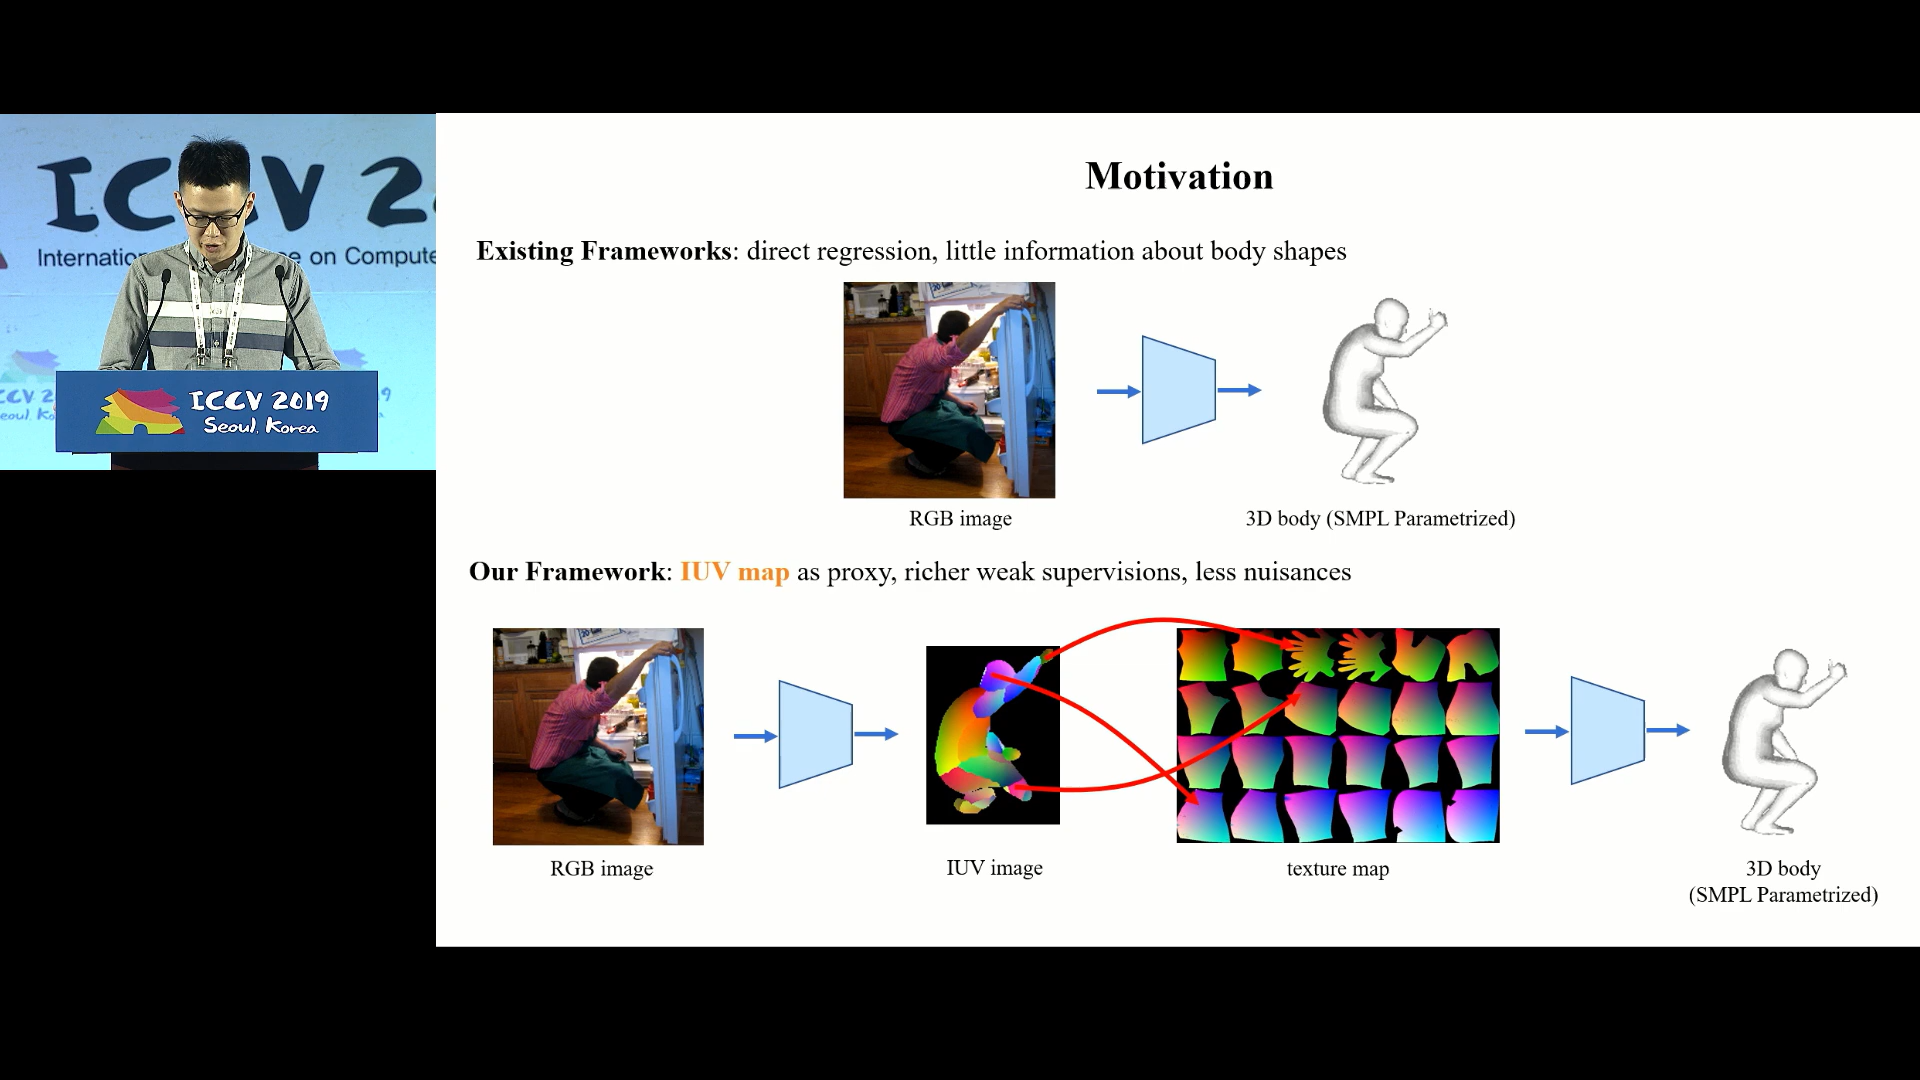 ICCV 2
Internatio e on Compute
ICCV 2019
Seoul, Korea
Motivation
Existing Frameworks: direct regression, little information about body shapes
RGB image
3D body (SMPL Parametrized)
Our Framework: IUV map as proxy, richer weak supervisions, less nuisances
RGB image
IUV image
texture map
3D body
(SMPL Parametrized)